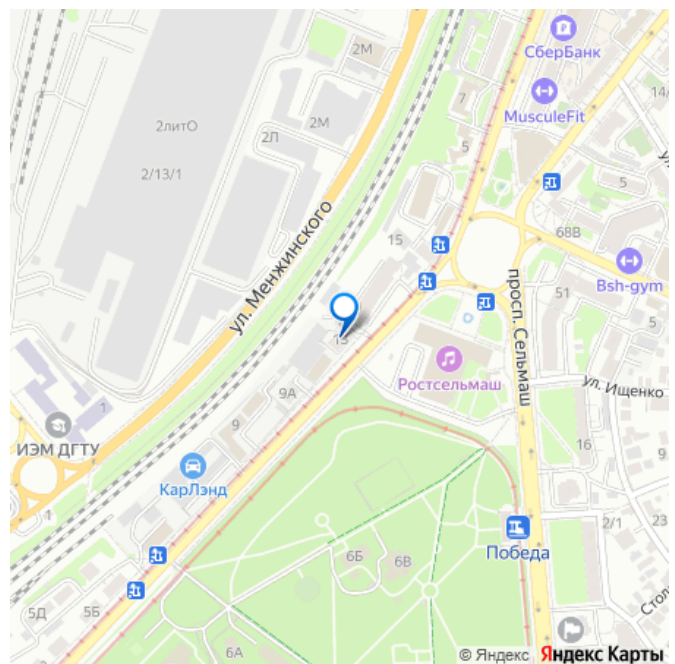 СберБанк
2М
7
MusculeFit
14/
2литО
2М
2Л
5
2/13/1
5
ул. Менжинского
68В
15
Bsh-gym
просп. Сельмаш
51
5
13
Ростсельмаш
ул. Ищенко
9А
1
9
ИЭМ ДГТУ
16
9
КарЛэнд
1
2/1
23
Победа
6Б
6В
5Д
5Б
Стол
6А
© Яндекс Яндекс Карты